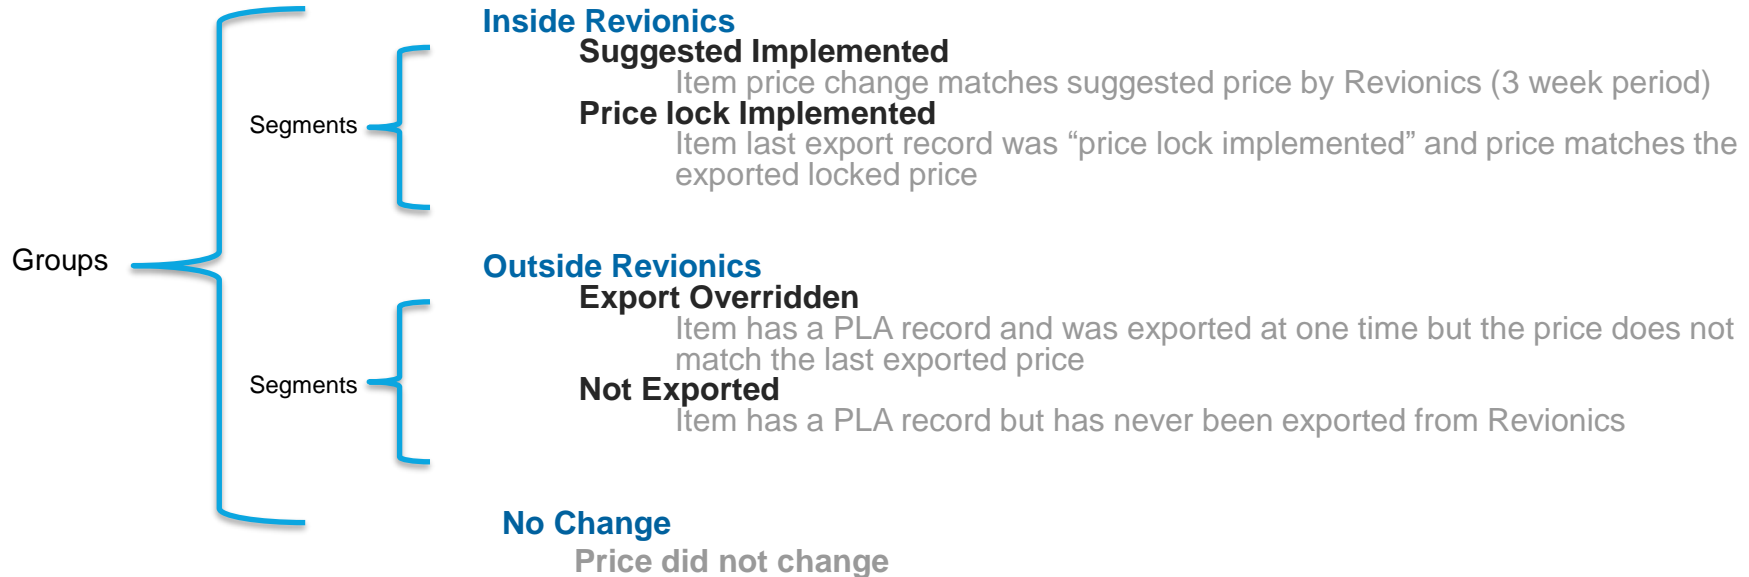 Inside Revionics
Suggested Implemented
Item price change matches suggested price by Revionics (3 week period)
Segments
Price lock Implemented
Item last export record was “price lock implemented” and price matches the
exported locked price
Groups
Outside Revionics
Export Overridden
Item has a PLA record and was exported at one time but the price does not
match the last exported price
Segments
Not Exported
Item has a PLA record but has never been exported from Revionics
No Change
Price did not change